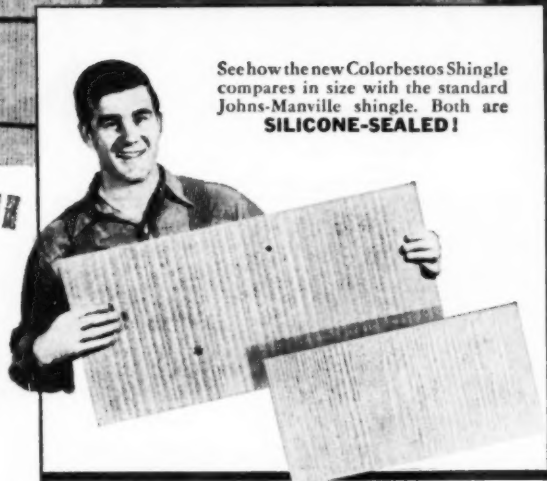 See how the new Colorbestos Shingle
compares in size with the standard
Johns-Manville shingle. Both are
SILICONE-SEALED!